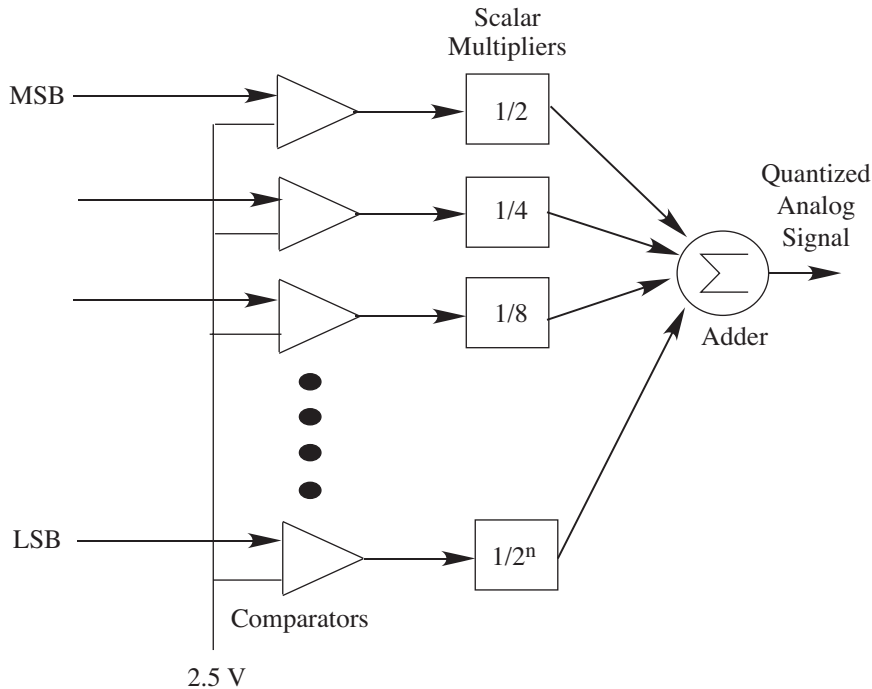 Scalar
Multipliers
MSB
1/2
1/4
Quantized
Analog
Signal
1/8
Σ
Adder
LSB
1/2ⁿ
Comparators
2.5 V